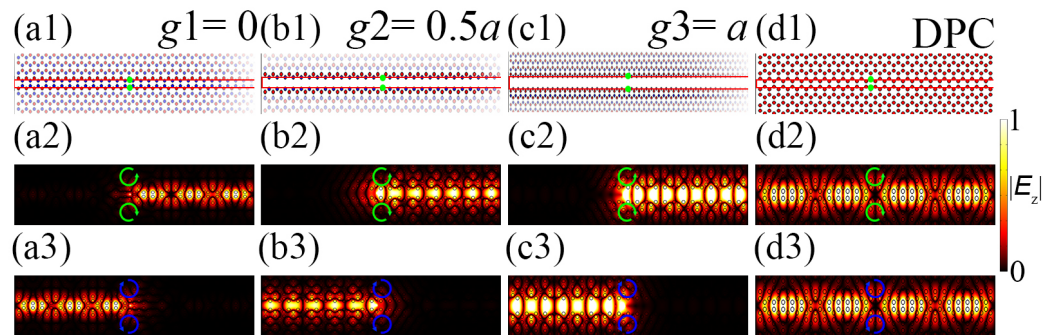 (a1) g1= 0 (b1) g2= 0.5a (c1) g3= a (d1) DPC
(a2) (b2) (c2) (d2)
1
|Ez|
(a3) (b3) (c3) (d3)
0